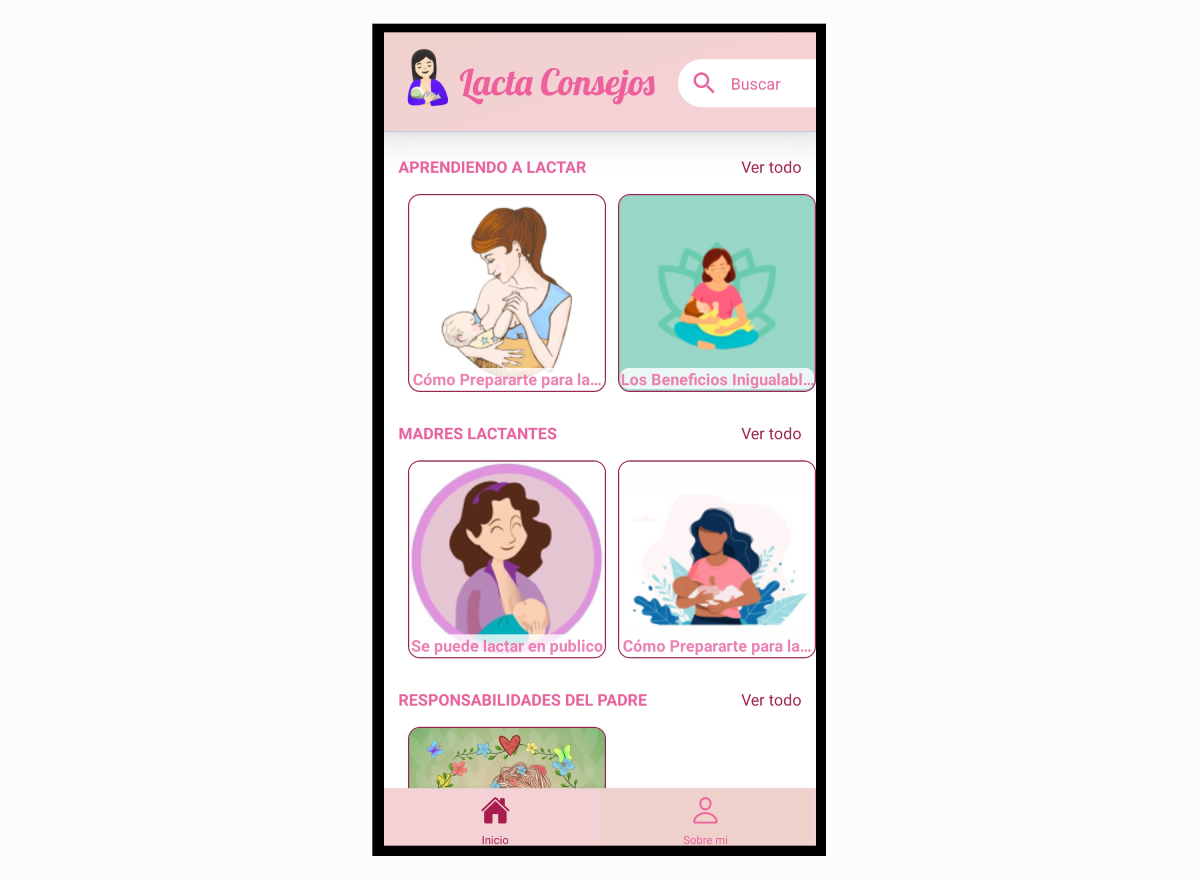 Lacta Consejos
Buscar
APRENDIENDO A LACTAR
Ver todo
Cómo Prepararte para la...
Los Beneficios Inigualabl...
MADRES LACTANTES
Ver todo
Se puede lactar en publico
Cómo Prepararte para la...
RESPONSABILIDADES DEL PADRE
Ver todo
Inicio
Sobre mi